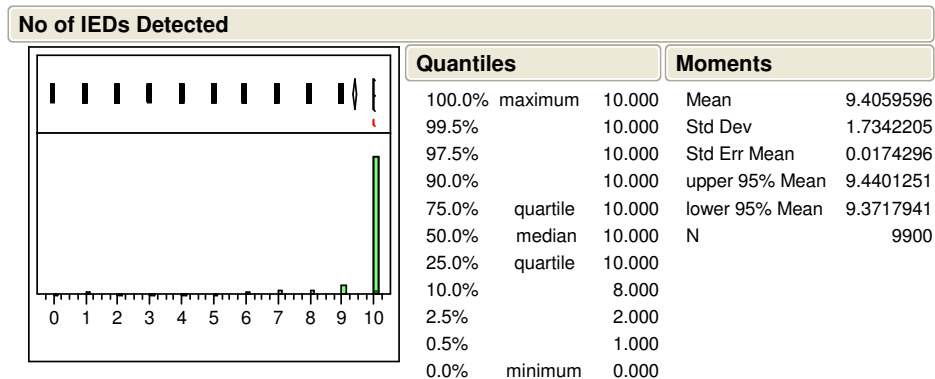 No of IEDs Detected
0 1 2 3 4 5 6 7 8 9 10
Quantiles
100.0% maximum 10.000
99.5% 10.000
97.5% 10.000
90.0% 10.000
75.0% quartile 10.000
50.0% median 10.000
25.0% quartile 10.000
10.0% 8.000
2.5% 2.000
0.5% 1.000
0.0% minimum 0.000
Moments
Mean 9.4059596
Std Dev 1.7342205
Std Err Mean 0.0174296
upper 95% Mean 9.4401251
lower 95% Mean 9.3717941
N 9900